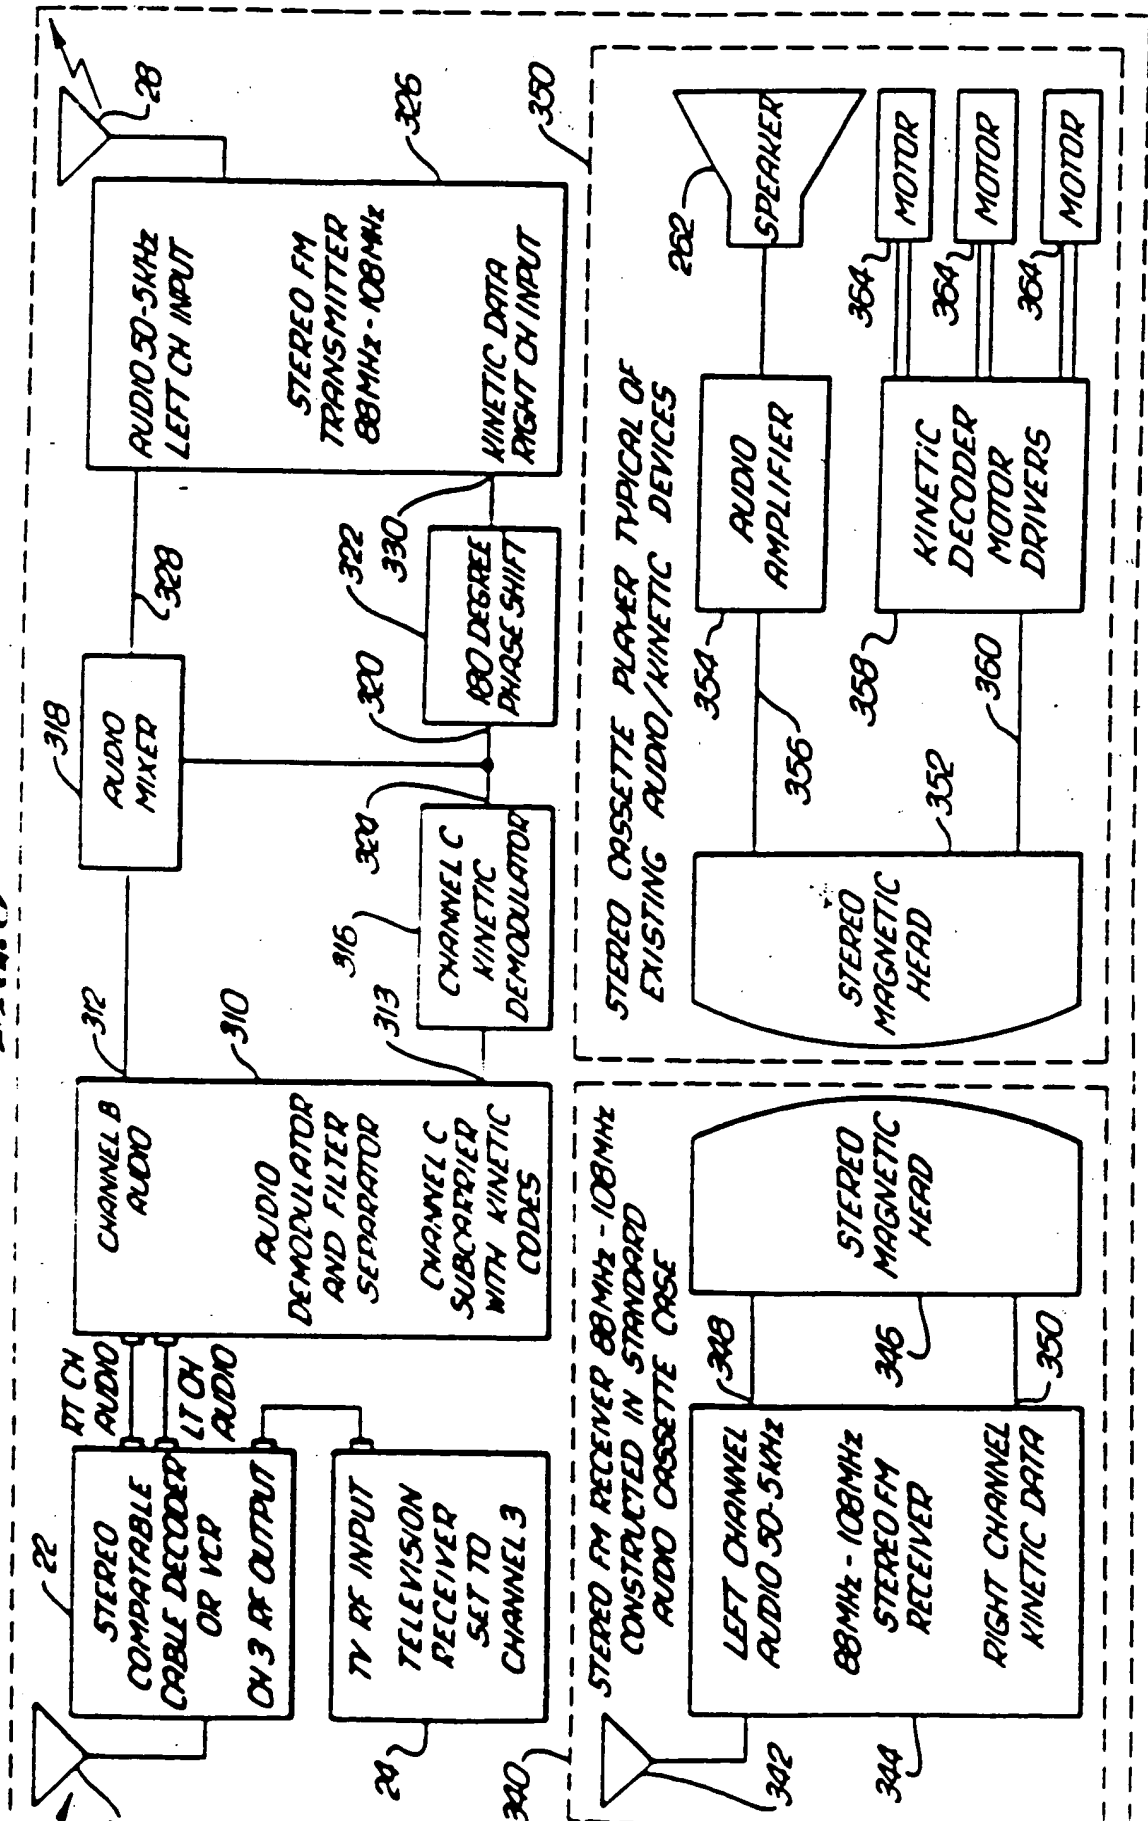 28
STEREO
COMPATABLE
CABLE DECODER
OR VCR
CH 3 RF OUTPUT
22
RT CH
AUDIO
LT CH
AUDIO
TV RF INPUT
TELEVISION
RECEIVER
SET TO
CHANNEL 3
24
CHANNEL B
AUDIO
AUDIO
DEMODULATOR
AND FILTER
SEPARATOR
CHANNEL C
SUBCARRIER
WITH KINETIC
CODES
312
310
313
316
CHANNEL C
KINETIC
DEMODULATOR
318
AUDIO
MIXER
324
320
322
180 DEGREE
PHASE SHIFT
328
330
AUDIO 50-5KHz
LEFT CH INPUT
STEREO FM
TRANSMITTER
88MHz-108MHz
KINETIC DATA
RIGHT CH INPUT
326
340
STEREO FM RECEIVER 88MHz-108MHz
CONSTRUCTED IN STANDARD
AUDIO CASSETTE CASE
342
344
LEFT CHANNEL
AUDIO 50-5KHz
88MHz-108MHz
STEREO FM
RECEIVER
RIGHT CHANNEL
KINETIC DATA
348
346
350
STEREO
MAGNETIC
HEAD
350
STEREO CASSETTE PLAYER TYPICAL OF
EXISTING AUDIO/KINETIC DEVICES
STEREO
MAGNETIC
HEAD
352
356
360
354
AUDIO
AMPLIFIER
358
KINETIC
DECODER
MOTOR
DRIVERS
262
SPEAKER
364
MOTOR
364
MOTOR
364
MOTOR